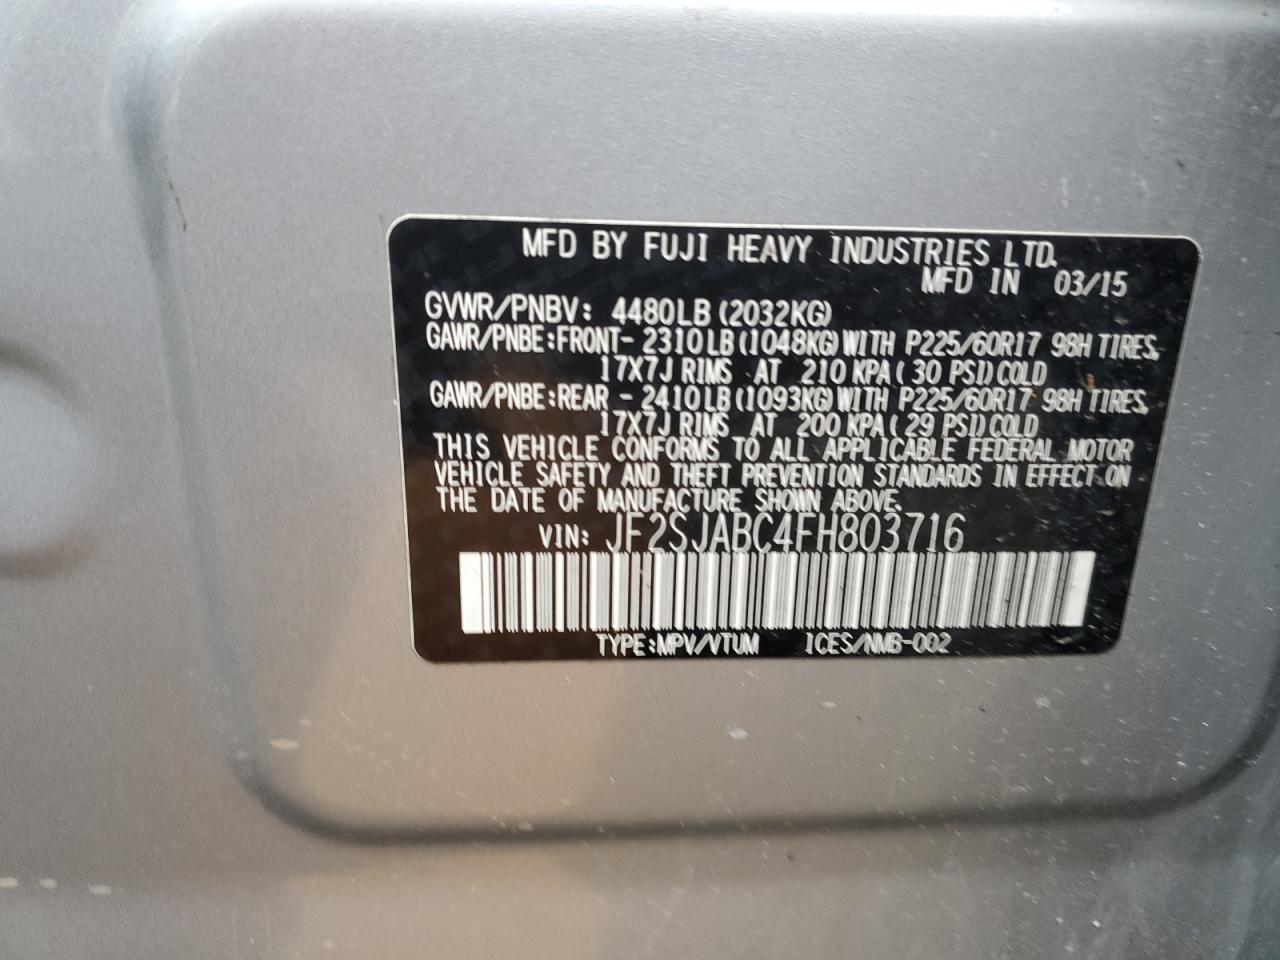 MFD BY FUJI HEAVY INDUSTRIES LTD.
MFD IN 03/15
GVWR/PNBV: 4480LB (2032KG)
GAWR/PNBE:FRONT- 2310LB(1048KG)WITH P225/60R17 98H TIRES,
17X7J RIMS AT 210 KPA( 30 PSI)COLD
GAWR/PNBE:REAR - 2410LB(1093KG)WITH P225/60R17 98H TIRES,
17X7J RIMS AT 200 KPA( 29 PSI)COLD
THIS VEHICLE CONFORMS TO ALL APPLICABLE FEDERAL MOTOR
VEHICLE SAFETY AND THEFT PREVENTION STANDARDS IN EFFECT ON
THE DATE OF MANUFACTURE SHOWN ABOVE.
VIN: JF2SJABC4FH803716
TYPE:MPV/VTUM ICES/NMB-002